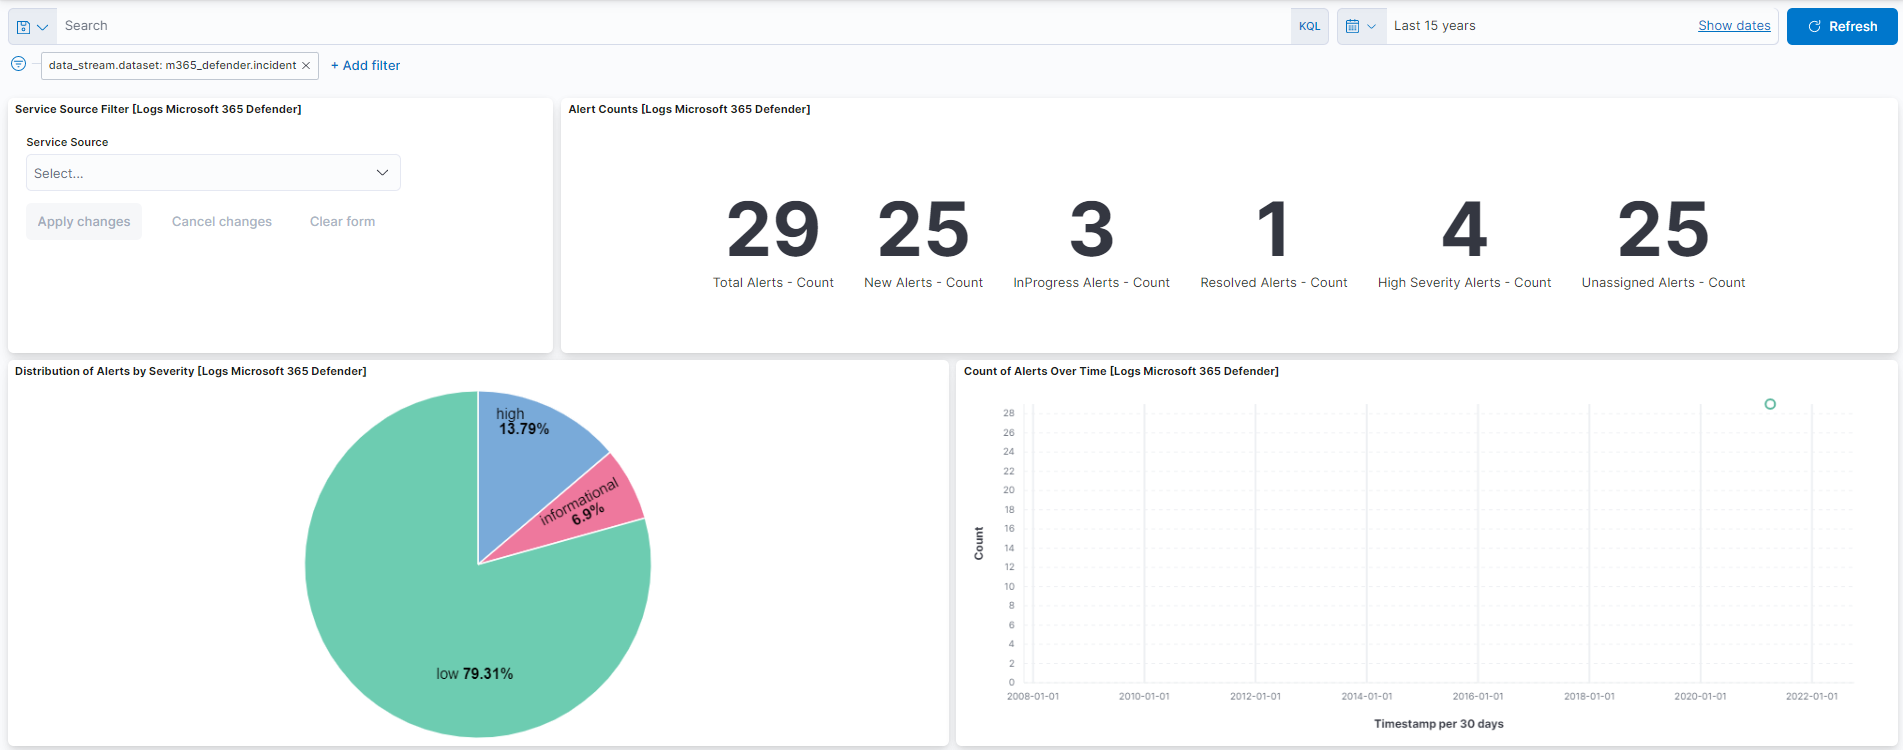 Search
KQL
Last 15 years
Show dates
Refresh
data_stream.dataset: m365_defender.incident ×
+ Add filter
Service Source Filter [Logs Microsoft 365 Defender]
Service Source
Select...
Apply changes
Cancel changes
Clear form
Alert Counts [Logs Microsoft 365 Defender]
29
Total Alerts - Count
25
New Alerts - Count
3
InProgress Alerts - Count
1
Resolved Alerts - Count
4
High Severity Alerts - Count
25
Unassigned Alerts - Count
Distribution of Alerts by Severity [Logs Microsoft 365 Defender]
high
13.79%
informational
6.9%
low 79.31%
Count of Alerts Over Time [Logs Microsoft 365 Defender]
28
26
24
22
20
18
16
14
12
10
8
6
4
2
0
Count
2008-01-01
2010-01-01
2012-01-01
2014-01-01
2016-01-01
2018-01-01
2020-01-01
2022-01-01
Timestamp per 30 days